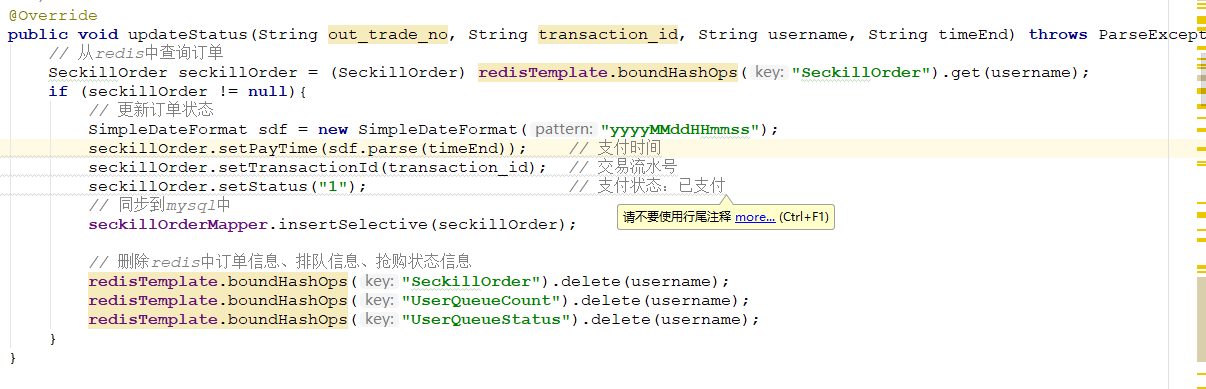 @Override
public void updateStatus(String out_trade_no, String transaction_id, String username, String timeEnd) throws ParseExcept
// 从redis中查询订单
SeckillOrder seckillOrder = (SeckillOrder) redisTemplate.boundHashOps( key: "SeckillOrder").get(username);
if (seckillOrder != null){
// 更新订单状态
SimpleDateFormat sdf = new SimpleDateFormat( pattern: "yyyyMMddHHmmss");
seckillOrder.setPayTime(sdf.parse(timeEnd)); // 支付时间
seckillOrder.setTransactionId(transaction_id); // 交易流水号
seckillOrder.setStatus("1"); // 支付状态：已支付
// 同步到mysql中
请不要使用行尾注释 more... (Ctrl+F1)
seckillOrderMapper.insertSelective(seckillOrder);
// 删除redis中订单信息、排队信息、抢购状态信息
redisTemplate.boundHashOps( key: "SeckillOrder").delete(username);
redisTemplate.boundHashOps( key: "UserQueueCount").delete(username);
redisTemplate.boundHashOps( key: "UserQueueStatus").delete(username);
}
}